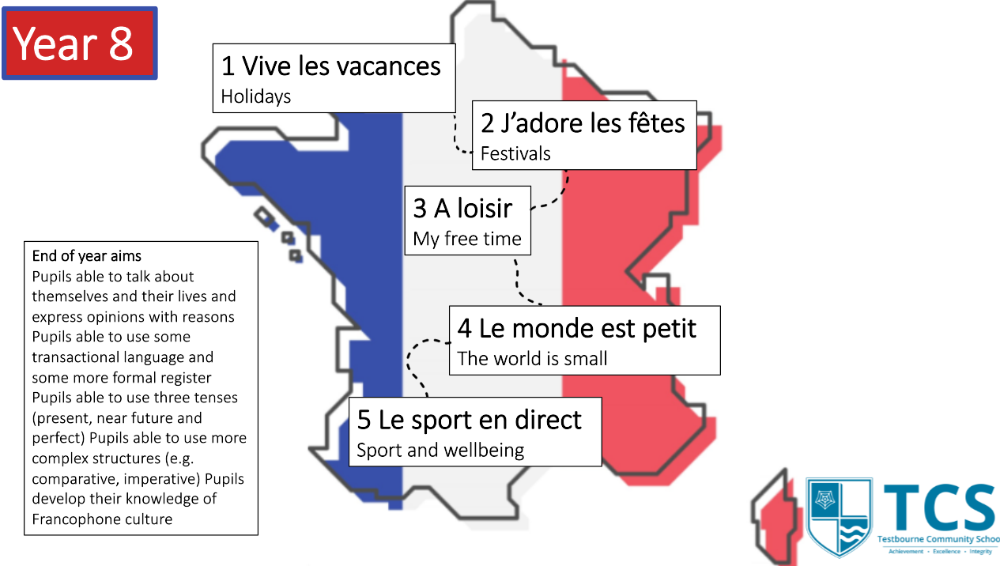 Year 8
1 Vive les vacances
Holidays
2 J’adore les fêtes
Festivals
3 A loisir
My free time
4 Le monde est petit
The world is small
5 Le sport en direct
Sport and wellbeing
End of year aims
Pupils able to talk about
themselves and their lives and
express opinions with reasons
Pupils able to use some
transactional language and
some more formal register
Pupils able to use three tenses
(present, near future and
perfect) Pupils able to use more
complex structures (e.g.
comparative, imperative) Pupils
develop their knowledge of
Francophone culture
TCS
Testbourne Community School
Achievement • Excellence • Integrity